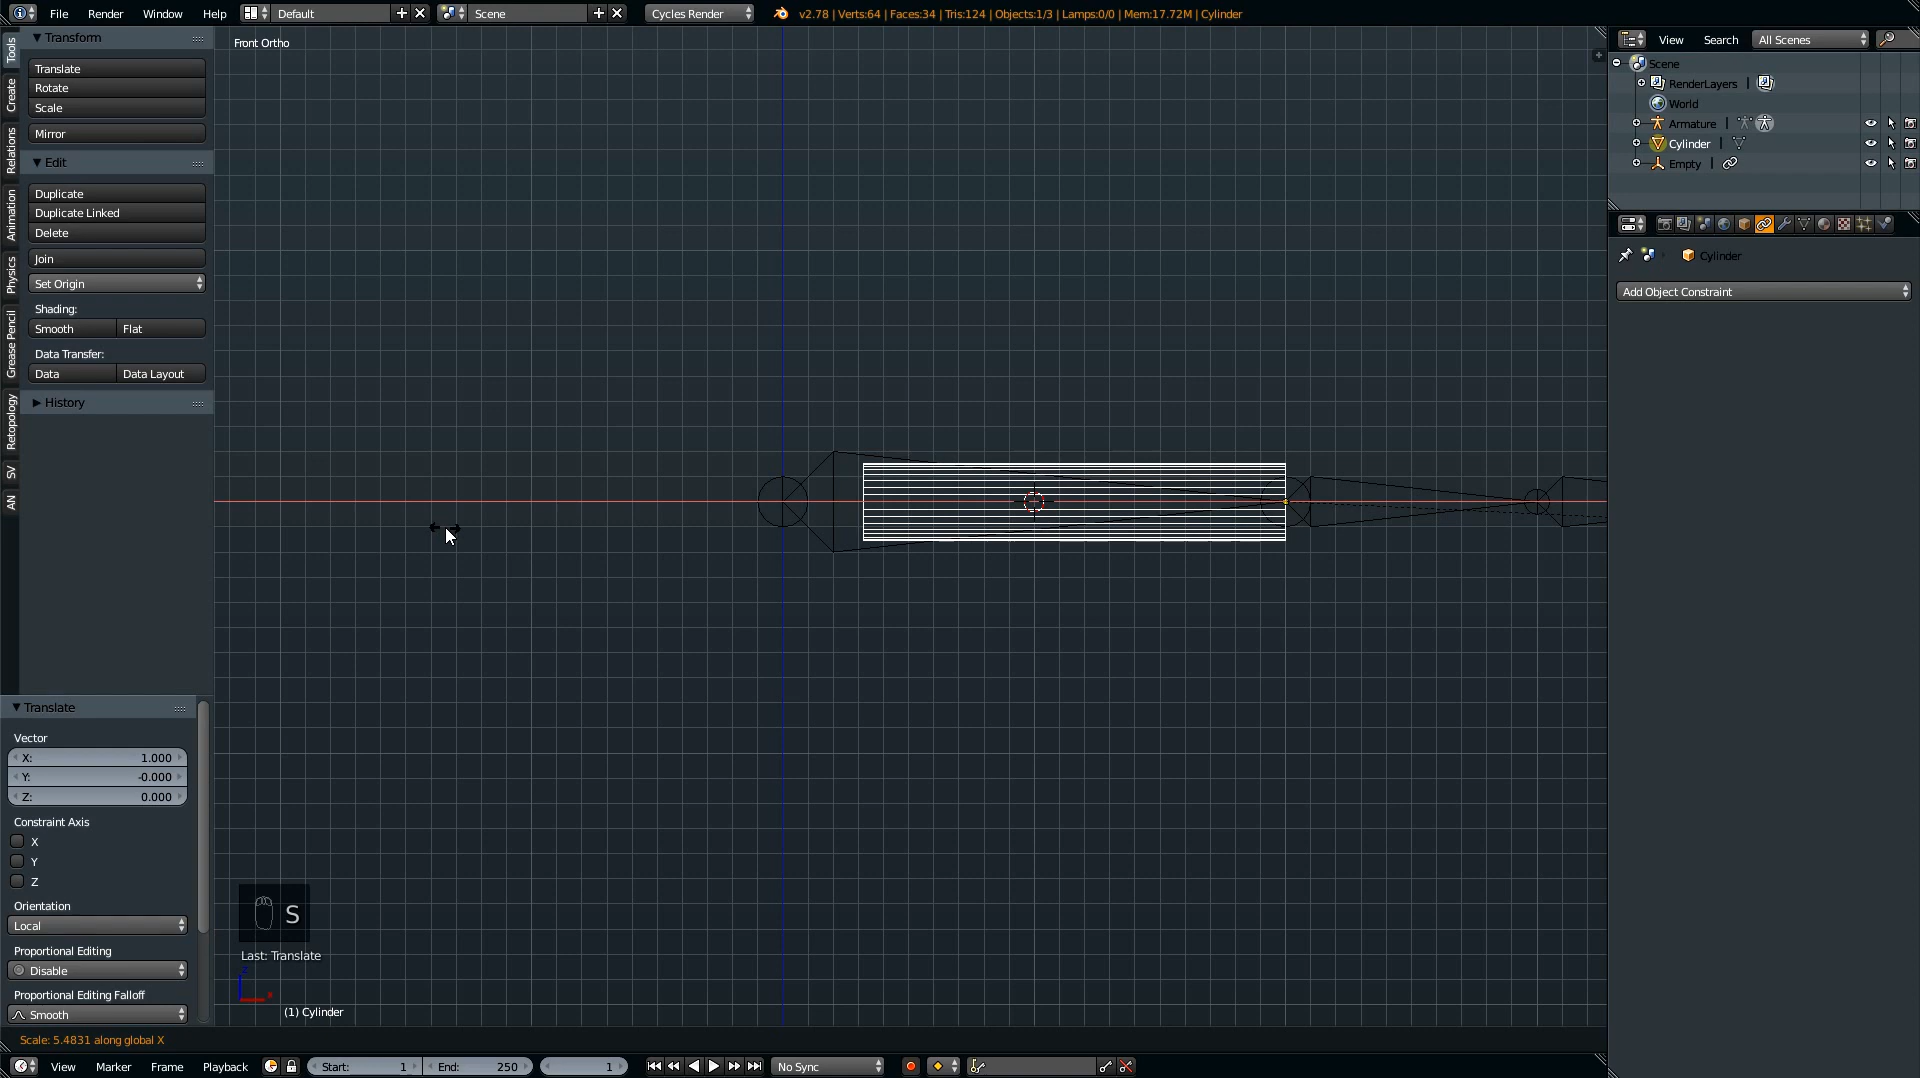 File Render Window Help Default Scene Cycles Render v2.78 | Verts:64 | Faces:34 | Tris:124 | Objects:1/3 | Lamps:0/0 | Mem:17.72M | Cylinder
Tools
Create
Relations
Animation
Physics
Grease Pencil
Retopology
SV
AN
Transform
Translate
Rotate
Scale
Mirror
Edit
Duplicate
Duplicate Linked
Delete
Join
Set Origin
Shading:
Smooth Flat
Data Transfer:
Data Data Layout
History
Translate
Vector
X: 1.000
Y: -0.000
Z: 0.000
Constraint Axis
X
Y
Z
Orientation
Local
Proportional Editing
Disable
Proportional Editing Falloff
Smooth
Front Ortho
S
Last: Translate
(1) Cylinder
Scale: 5.4831 along global X
View Marker Frame Playback Start: 1 End: 250 1 No Sync
View Search All Scenes
Scene
RenderLayers |
World
Armature |
Cylinder |
Empty |
Cylinder
Add Object Constraint